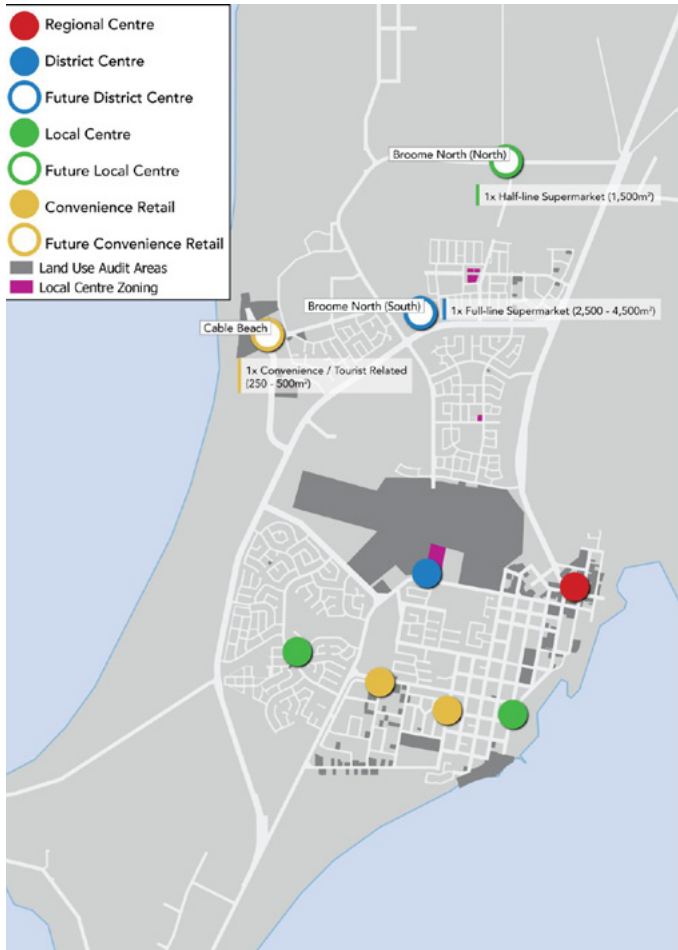 Regional Centre
District Centre
Future District Centre
Local Centre
Future Local Centre
Convenience Retail
Future Convenience Retail
Land Use Audit Areas
Local Centre Zoning
Broome North (North)
1x Half-line Supermarket (1,500m²)
Broome North (South)
1x Full-line Supermarket (2,500 - 4,500m²)
Cable Beach
1x Convenience / Tourist Related
(250 - 500m²)